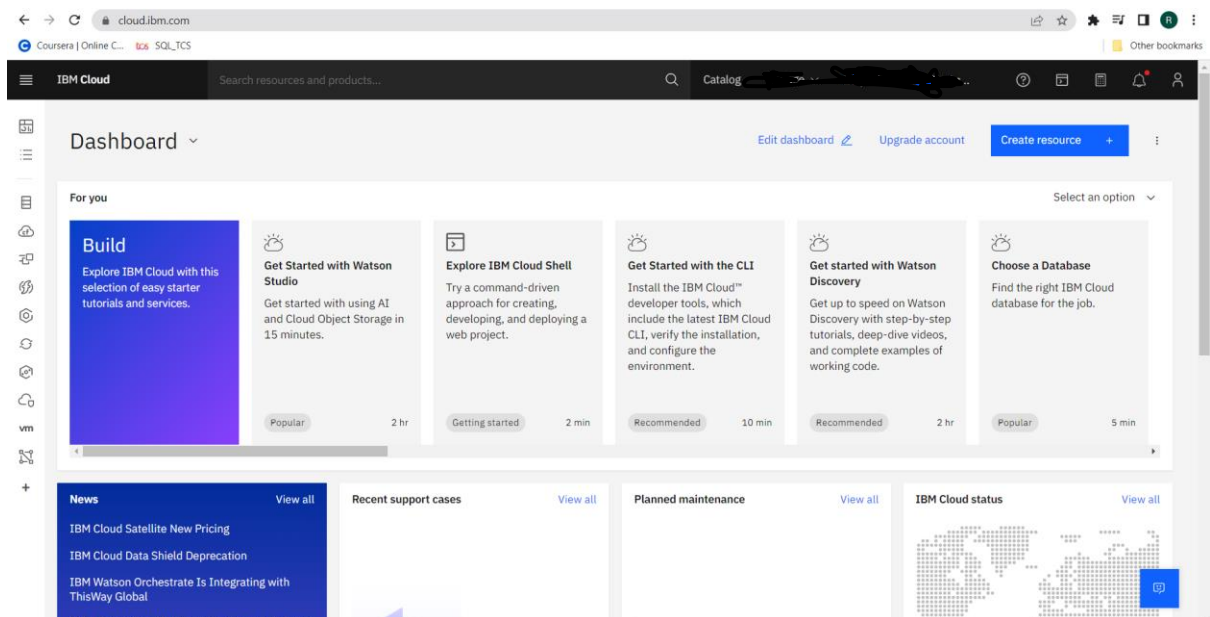 cloud.ibm.com
Coursera | Online C...
tcs SQL_TCS
Other bookmarks
R
IBM Cloud
Search resources and products...
Catalog
Dashboard
Edit dashboard
Upgrade account
Create resource +
For you
Select an option
Build
Explore IBM Cloud with this
selection of easy starter
tutorials and services.
Get Started with Watson
Studio
Get started with using AI
and Cloud Object Storage in
15 minutes.
Popular 2 hr
Explore IBM Cloud Shell
Try a command-driven
approach for creating,
developing, and deploying a
web project.
Getting started 2 min
Get Started with the CLI
Install the IBM Cloud™
developer tools, which
include the latest IBM Cloud
CLI, verify the installation,
and configure the
environment.
Recommended 10 min
Get started with Watson
Discovery
Get up to speed on Watson
Discovery with step-by-step
tutorials, deep-dive videos,
and complete examples of
working code.
Recommended 2 hr
Choose a Database
Find the right IBM Cloud
database for the job.
Popular 5 min
vm
News View all
IBM Cloud Satellite New Pricing
IBM Cloud Data Shield Deprecation
IBM Watson Orchestrate Is Integrating with
ThisWay Global
Recent support cases View all
Planned maintenance View all
IBM Cloud status View all